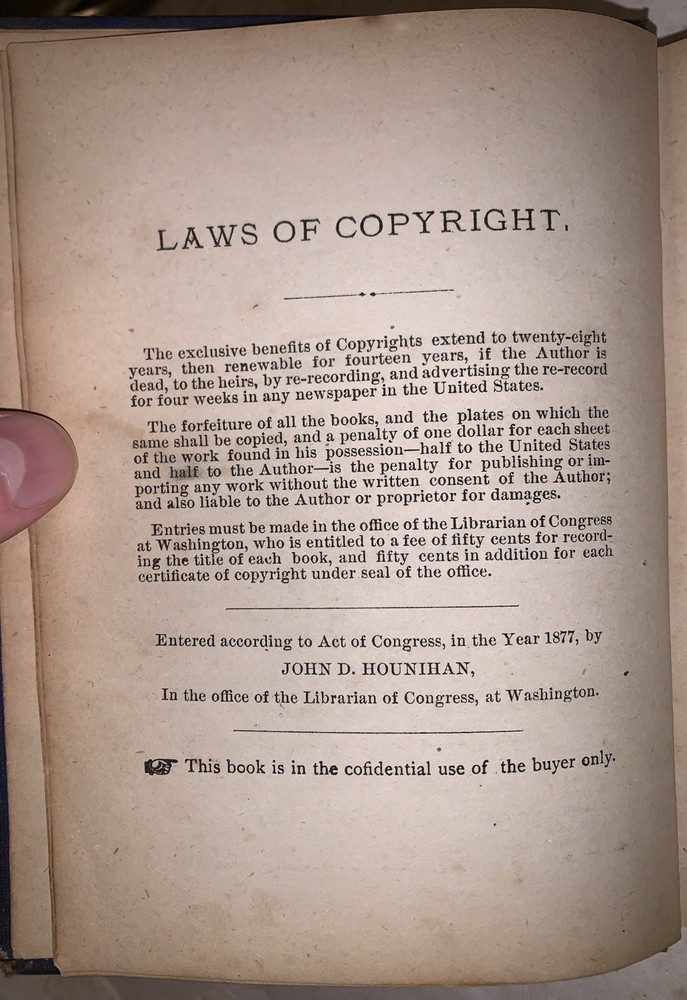 LAWS OF COPYRIGHT.
The exclusive benefits of Copyrights extend to twenty-eight
years, then renewable for fourteen years, if the Author is
dead, to the heirs, by re-recording, and advertising the re-record
for four weeks in any newspaper in the United States.
The forfeiture of all the books, and the plates on which the
same shall be copied, and a penalty of one dollar for each sheet
of the work found in his possession—half to the United States
and half to the Author—is the penalty for publishing or im-
porting any work without the written consent of the Author;
and also liable to the Author or proprietor for damages.
Entries must be made in the office of the Librarian of Congress
at Washington, who is entitled to a fee of fifty cents for record-
ing the title of each book, and fifty cents in addition for each
certificate of copyright under seal of the office.
Entered according to Act of Congress, in the Year 1877, by
JOHN D. HOUNIHAN,
In the office of the Librarian of Congress, at Washington.
☞ This book is in the cofidential use of the buyer only.